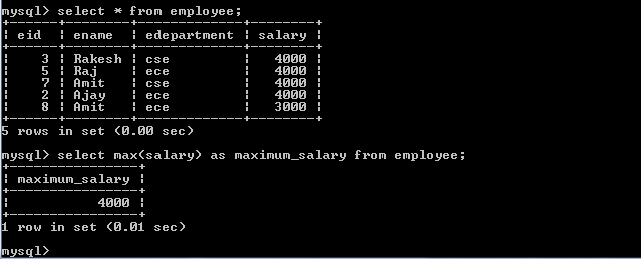 mysql> select * from employee;
+------+--------+-------------+--------+
| eid  | ename  | edepartment | salary |
+------+--------+-------------+--------+
|    3 | Rakesh | cse         |   4000 |
|    5 | Raj    | ece         |   4000 |
|    7 | Amit   | cse         |   4000 |
|    2 | Ajay   | ece         |   4000 |
|    8 | Amit   | ece         |   3000 |
+------+--------+-------------+--------+
5 rows in set (0.00 sec)
mysql> select max(salary) as maximum_salary from employee;
+----------------+
| maximum_salary |
+----------------+
|           4000 |
+----------------+
1 row in set (0.01 sec)
mysql>